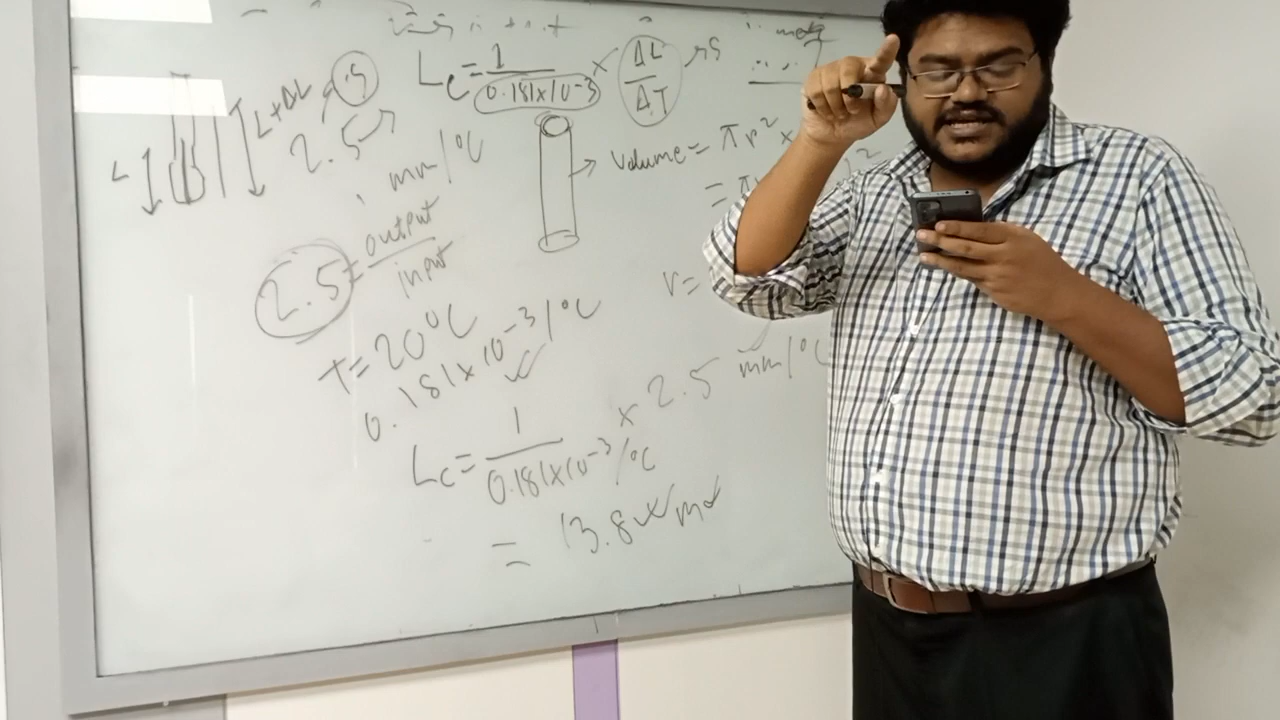 Lc = 1 / 0.181×10-3 × ΔL / ΔT → S
L
L+ΔL
2.5 → .S
mm/°C
Volume = πr² ×
= π
2.5 = output / input
r =
T = 20°C
0.181×10-3/°C
Lc = 1 / 0.181×10-3/°C × 2.5 mm/°C
= 13.8